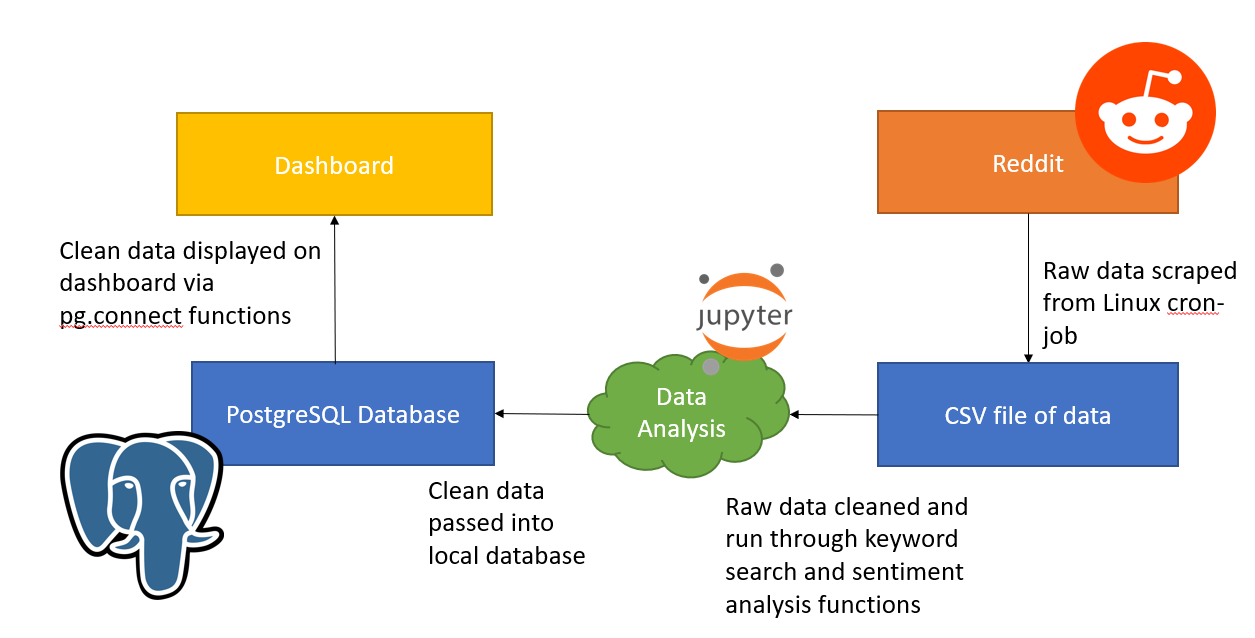 Dashboard
Reddit
Clean data displayed on
dashboard via
pg.connect functions
Raw data scraped
from Linux cron-
job
jupyter
PostgreSQL Database
Data
Analysis
CSV file of data
Clean data
passed into
local database
Raw data cleaned and
run through keyword
search and sentiment
analysis functions